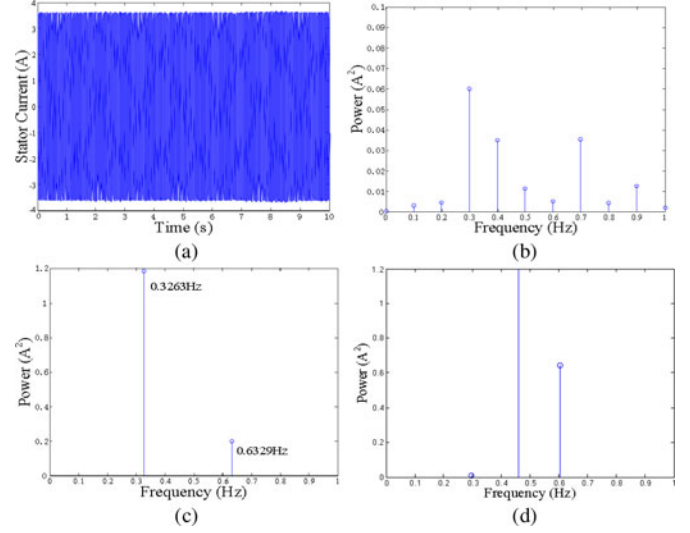 Stator Current (A)
4
3
2
1
0
-1
-2
-3
-4
0 1 2 3 4 5 6 7 8 9 10
Time (s)
(a)
Power (A²)
0.1
0.09
0.08
0.07
0.06
0.05
0.04
0.03
0.02
0.01
0
0 0.1 0.2 0.3 0.4 0.5 0.6 0.7 0.8 0.9 1
Frequency (Hz)
(b)
Power (A²)
1.2
1
0.8
0.6
0.4
0.2
0
0 0.1 0.2 0.3 0.4 0.5 0.6 0.7 0.8 0.9 1
0.3263Hz
0.6329Hz
Frequency (Hz)
(c)
Power (A²)
1.2
1
0.8
0.6
0.4
0.2
0
0 0.1 0.2 0.3 0.4 0.5 0.6 0.7 0.8 0.9 1
Frequency (Hz)
(d)